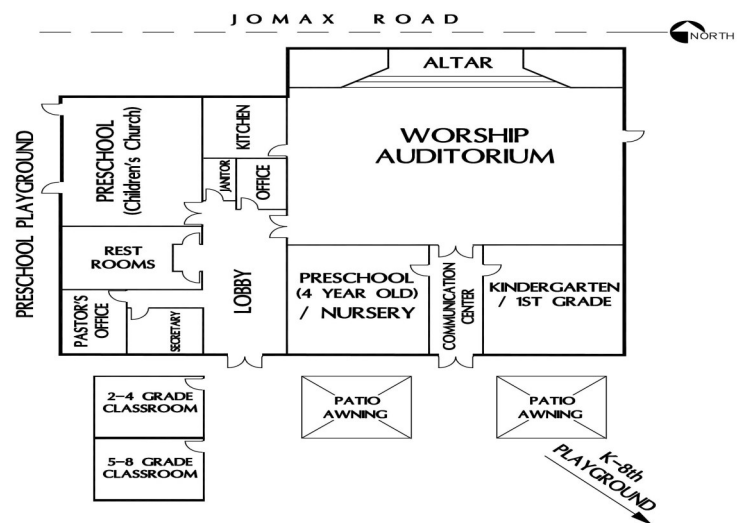 JOMAX ROAD
NORTH
ALTAR
WORSHIP
AUDITORIUM
KITCHEN
JANITOR
OFFICE
PRESCHOOL
(Children's Church)
PRESCHOOL PLAYGROUND
REST
ROOMS
LOBBY
PASTOR'S
OFFICE
SECRETARY
PRESCHOOL
(4 YEAR OLD)
/ NURSERY
COMMUNICATION
CENTER
KINDERGARTEN
/ 1ST GRADE
2-4 GRADE
CLASSROOM
5-8 GRADE
CLASSROOM
PATIO
AWNING
PATIO
AWNING
K-8th
PLAYGROUND